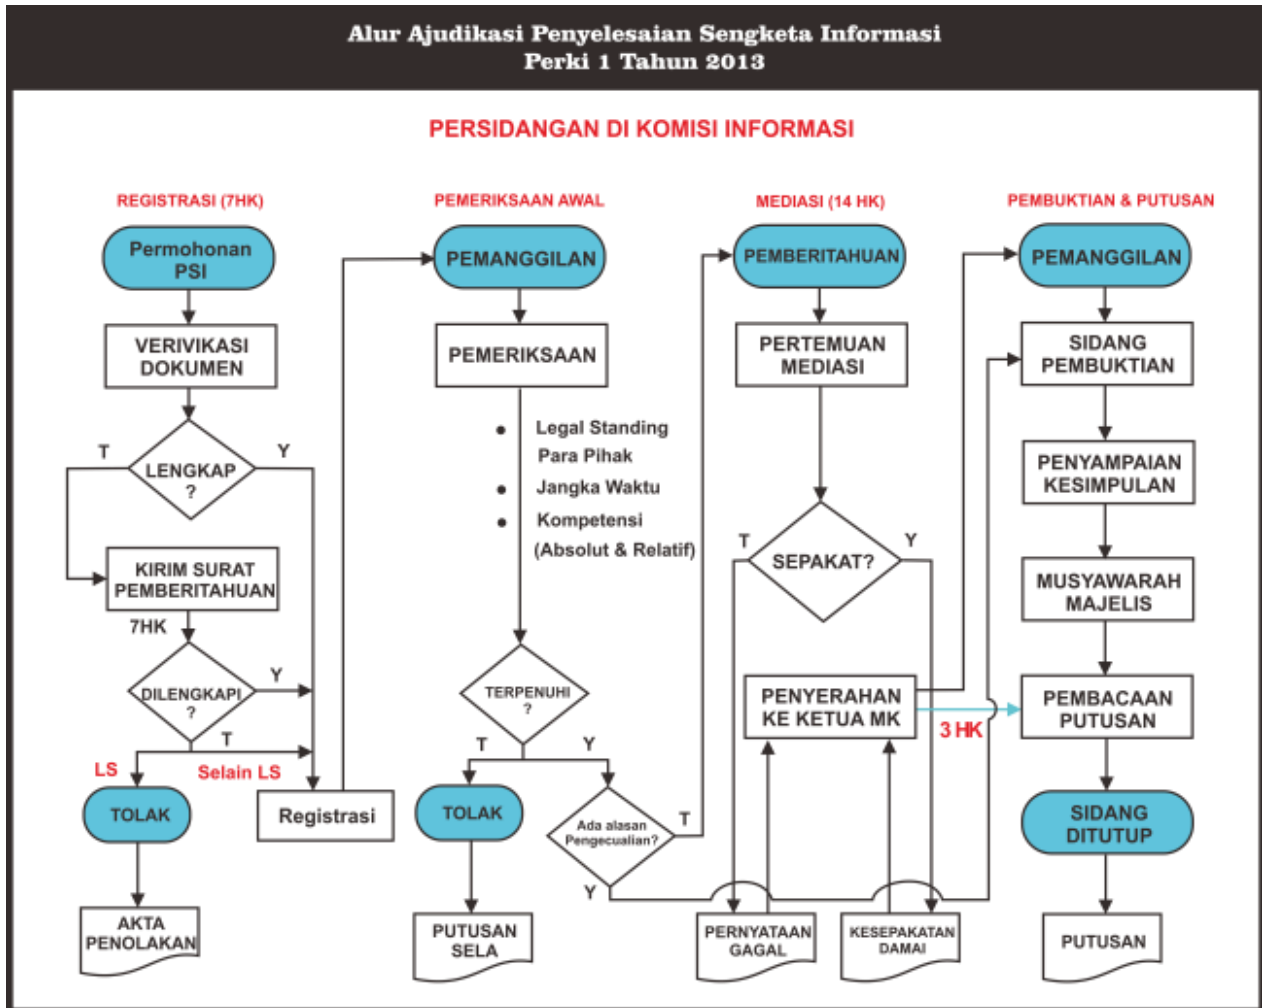 Alur Ajudikasi Penyelesaian Sengketa Informasi
Perki 1 Tahun 2013
PERSIDANGAN DI KOMISI INFORMASI
REGISTRASI (7HK)
Permohonan
PSI
VERIVIKASI
DOKUMEN
T
Y
LENGKAP
?
KIRIM SURAT
PEMBERITAHUAN
7HK
Y
DILENGKAPI
?
T
LS
Selain LS
TOLAK
Registrasi
AKTA
PENOLAKAN
PEMERIKSAAN AWAL
PEMANGGILAN
PEMERIKSAAN
● Legal Standing
Para Pihak
● Jangka Waktu
● Kompetensi
(Absolut & Relatif)
TERPENUHI
?
T
Y
TOLAK
Ada alasan
Pengecualian?
T
Y
PUTUSAN
SELA
MEDIASI (14 HK)
PEMBERITAHUAN
PERTEMUAN
MEDIASI
T
Y
SEPAKAT?
PENYERAHAN
KE KETUA MK
3 HK
PERNYATAAN
GAGAL
KESEPAKATAN
DAMAI
PEMBUKTIAN & PUTUSAN
PEMANGGILAN
SIDANG
PEMBUKTIAN
PENYAMPAIAN
KESIMPULAN
MUSYAWARAH
MAJELIS
PEMBACAAN
PUTUSAN
SIDANG
DITUTUP
PUTUSAN